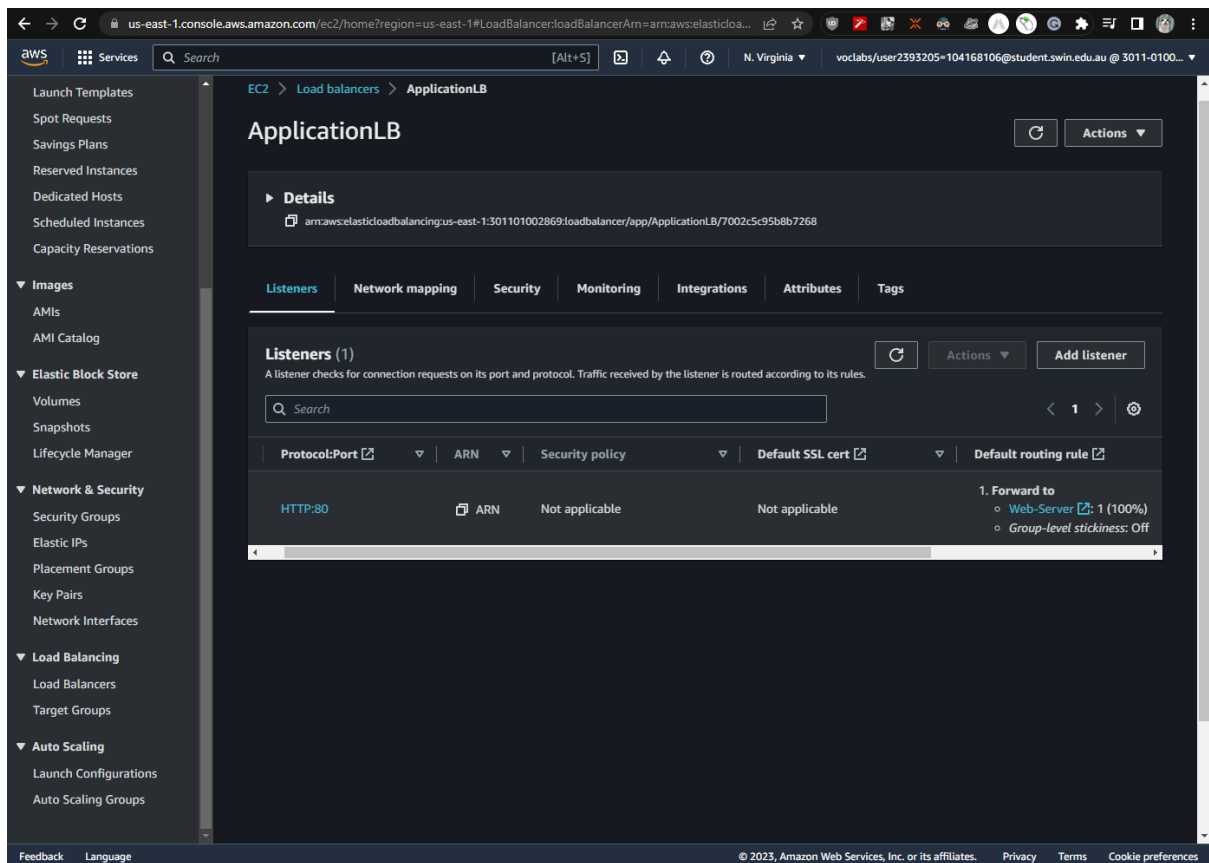 us-east-1.console.aws.amazon.com/ec2/home?region=us-east-1#LoadBalancer:loadBalancerArn=arn:aws:elasticloa...
aws Services Search [Alt+S] N. Virginia voclabs/user2393205=104168106@student.swin.edu.au @ 3011-0100...
Launch Templates
Spot Requests
Savings Plans
Reserved Instances
Dedicated Hosts
Scheduled Instances
Capacity Reservations
Images
AMIs
AMI Catalog
Elastic Block Store
Volumes
Snapshots
Lifecycle Manager
Network & Security
Security Groups
Elastic IPs
Placement Groups
Key Pairs
Network Interfaces
Load Balancing
Load Balancers
Target Groups
Auto Scaling
Launch Configurations
Auto Scaling Groups
EC2 > Load balancers > ApplicationLB
ApplicationLB
Actions
Details
arn:aws:elasticloadbalancing:us-east-1:301101002869:loadbalancer/app/ApplicationLB/7002c5c95b8b7268
Listeners Network mapping Security Monitoring Integrations Attributes Tags
Listeners (1)
Actions Add listener
A listener checks for connection requests on its port and protocol. Traffic received by the listener is routed according to its rules.
Search
1
Protocol:Port ARN Security policy Default SSL cert Default routing rule
HTTP:80 ARN Not applicable Not applicable
1. Forward to
Web-Server : 1 (100%)
Group-level stickiness: Off
Feedback Language © 2023, Amazon Web Services, Inc. or its affiliates. Privacy Terms Cookie preferences